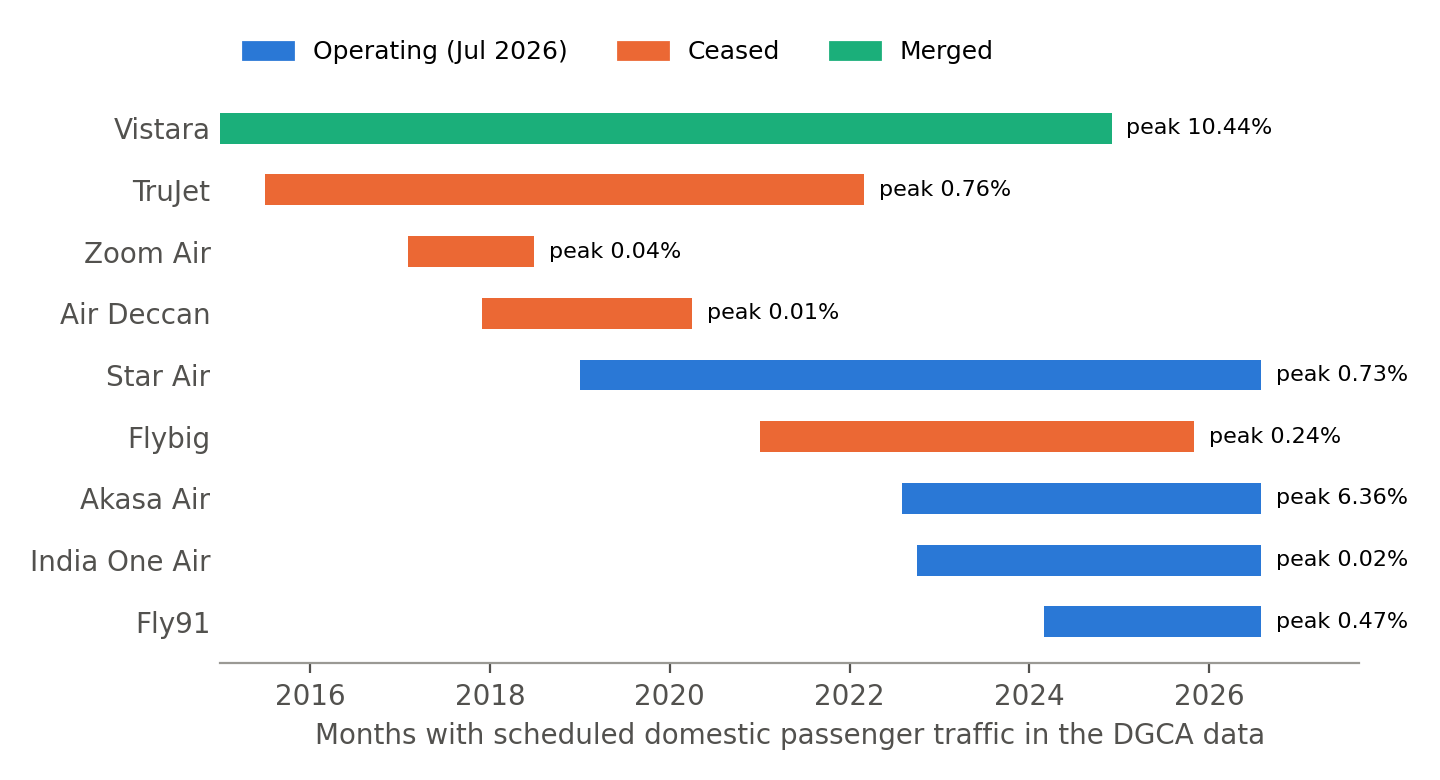 Operating (Jul 2026) Ceased Merged
Vistara peak 10.44%
TruJet peak 0.76%
Zoom Air peak 0.04%
Air Deccan peak 0.01%
Star Air peak 0.73%
Flybig peak 0.24%
Akasa Air peak 6.36%
India One Air peak 0.02%
Fly91 peak 0.47%
2016 2018 2020 2022 2024 2026
Months with scheduled domestic passenger traffic in the DGCA data